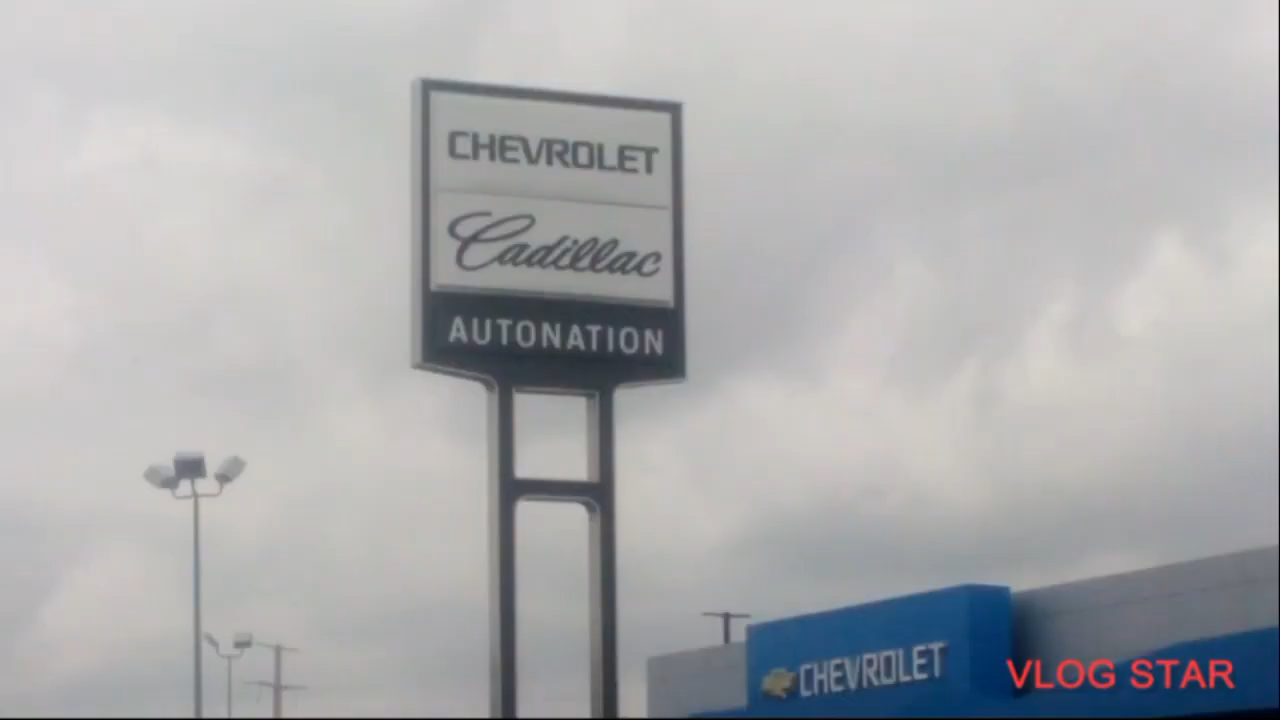 CHEVROLET
Cadillac
AUTONATION
CHEVROLET
VLOG STAR